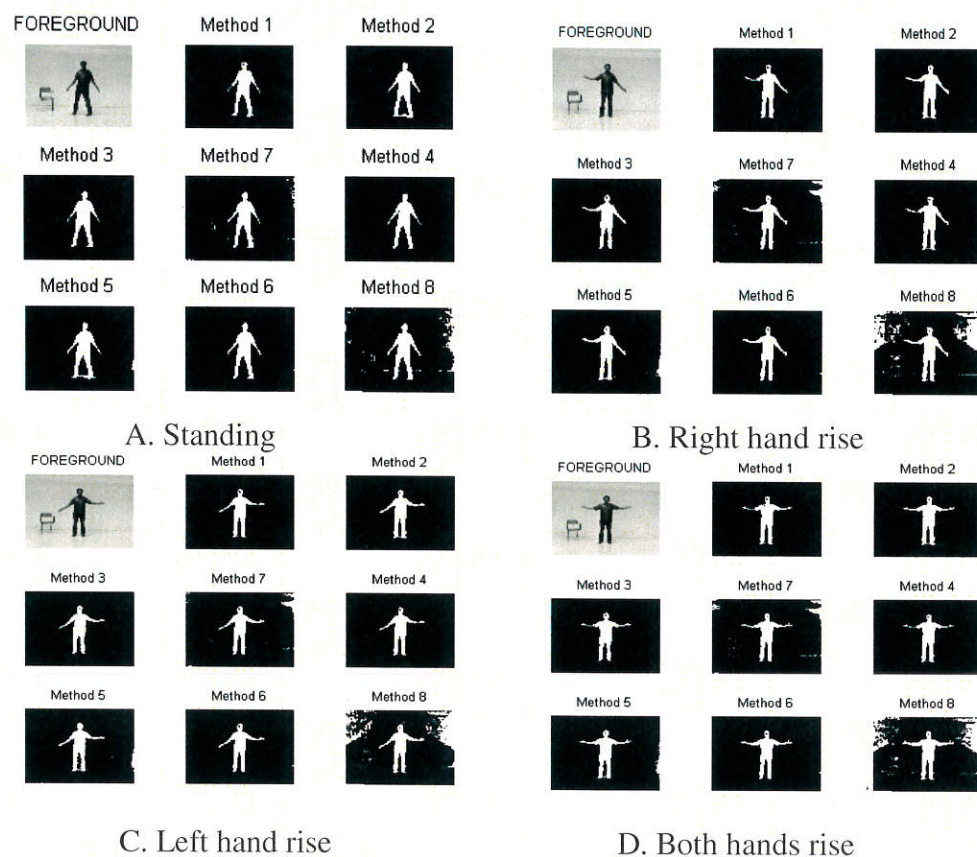 FOREGROUND Method 1 Method 2
Method 3 Method 7 Method 4
Method 5 Method 6 Method 8
A. Standing
FOREGROUND Method 1 Method 2
Method 3 Method 7 Method 4
Method 5 Method 6 Method 8
B. Right hand rise
FOREGROUND Method 1 Method 2
Method 3 Method 7 Method 4
Method 5 Method 6 Method 8
C. Left hand rise
FOREGROUND Method 1 Method 2
Method 3 Method 7 Method 4
Method 5 Method 6 Method 8
D. Both hands rise